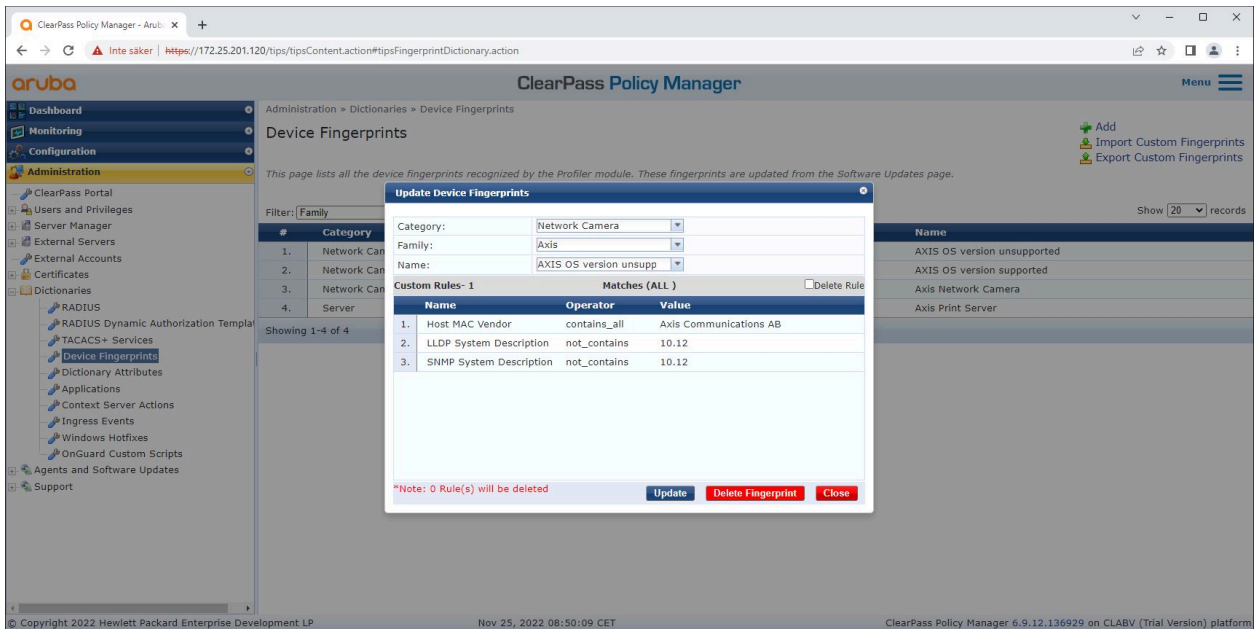 ClearPass Policy Manager - Arub
https://172.25.201.120/tips/tipsContent.action#tipsFingerprintDictionary.action
Inte säker
aruba
ClearPass Policy Manager
Menu
Dashboard
Monitoring
Configuration
Administration
ClearPass Portal
Users and Privileges
Server Manager
External Servers
External Accounts
Certificates
Dictionaries
RADIUS
RADIUS Dynamic Authorization Templat
TACACS+ Services
Device Fingerprints
Dictionary Attributes
Applications
Context Server Actions
Ingress Events
Windows Hotfixes
OnGuard Custom Scripts
Agents and Software Updates
Support
Administration » Dictionaries » Device Fingerprints
Device Fingerprints
Add
Import Custom Fingerprints
Export Custom Fingerprints
This page lists all the device fingerprints recognized by the Profiler module. These fingerprints are updated from the Software Updates page.
Filter: Family
Show 20 records
# Category Name
1. Network Can AXIS OS version unsupported
2. Network Can AXIS OS version supported
3. Network Can Axis Network Camera
4. Server Axis Print Server
Showing 1-4 of 4
Update Device Fingerprints
Category: Network Camera
Family: Axis
Name: AXIS OS version unsupp
Custom Rules- 1 Matches (ALL ) Delete Rule
Name Operator Value
1. Host MAC Vendor contains_all Axis Communications AB
2. LLDP System Description not_contains 10.12
3. SNMP System Description not_contains 10.12
*Note: 0 Rule(s) will be deleted
Update Delete Fingerprint Close
© Copyright 2022 Hewlett Packard Enterprise Development LP Nov 25, 2022 08:50:09 CET ClearPass Policy Manager 6.9.12.136929 on CLABV (Trial Version) platform